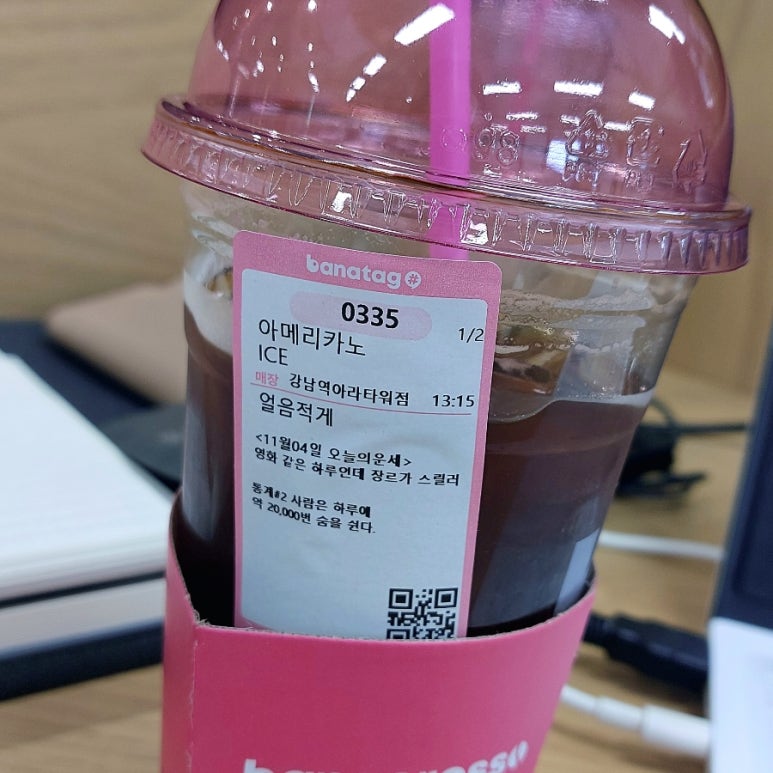 banatag #
0335
아메리카노 1/2
ICE
매장 강남역아라타워점 13:15
얼음적게
<11월04일 오늘의운세>
영화 같은 하루인데 장르가 스릴러
통계#2 사람은 하루에
약 20,000번 숨을 쉰다.